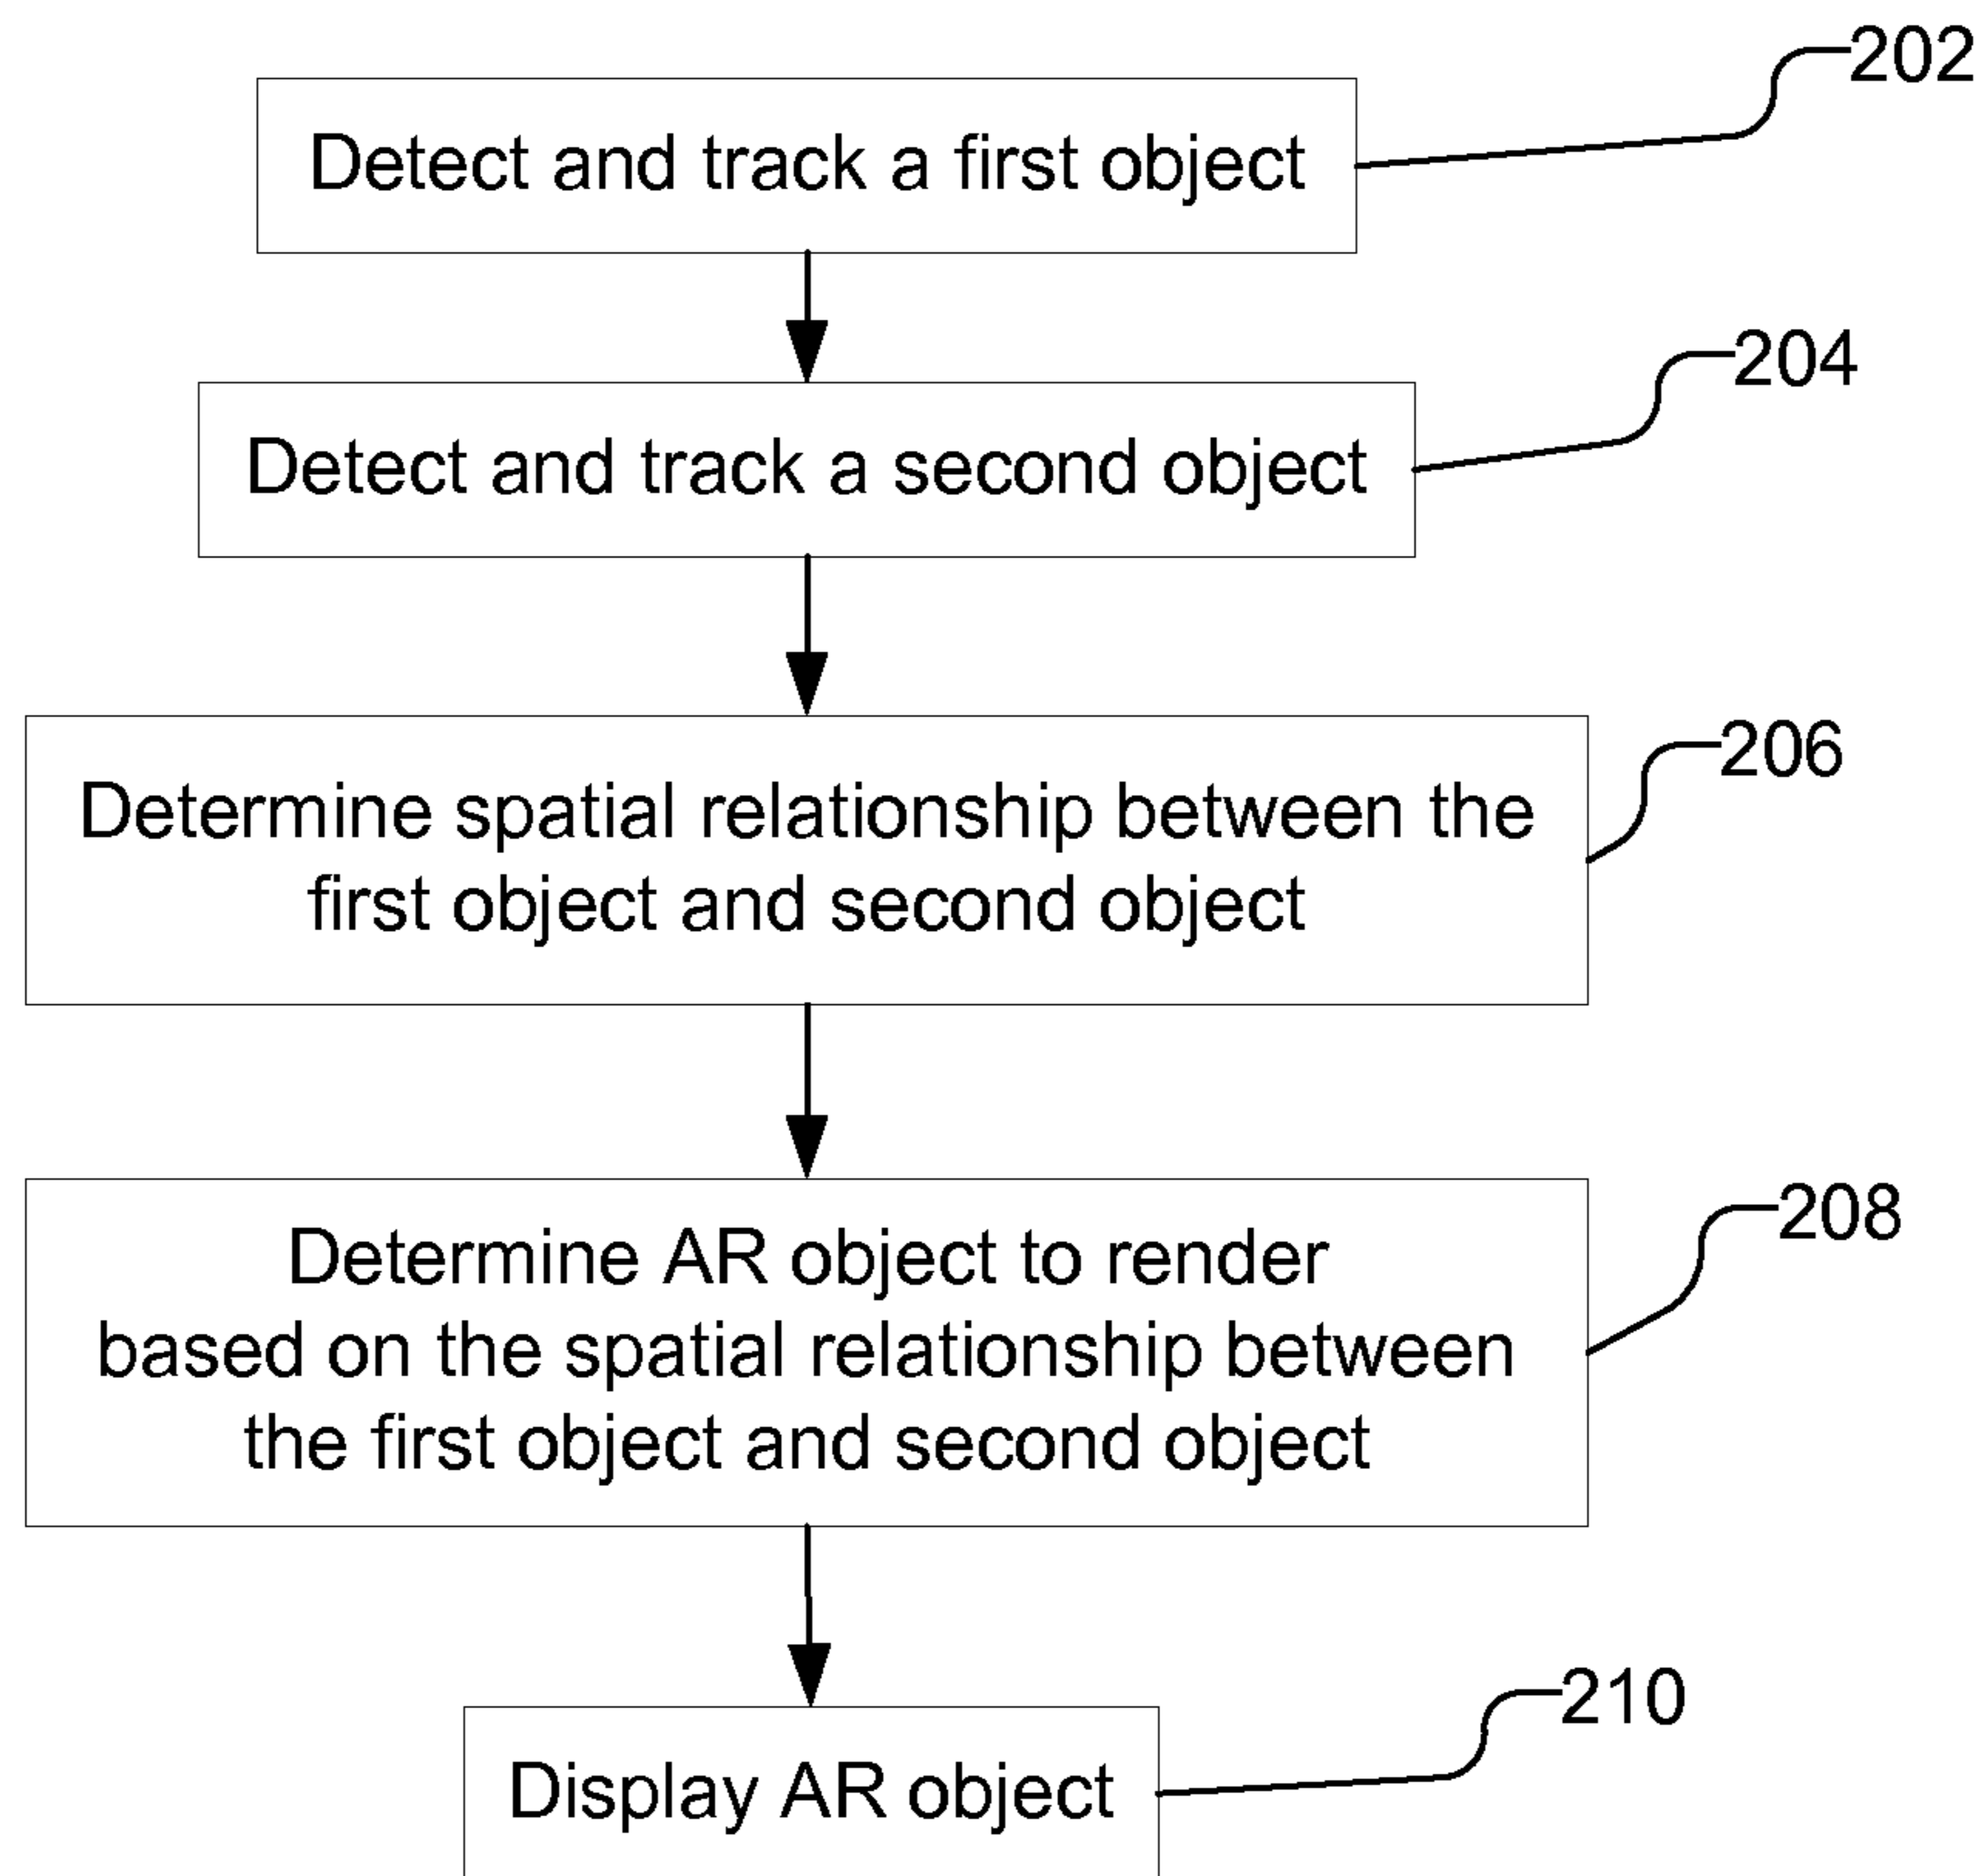 202
Detect and track a first object
204
Detect and track a second object
206
Determine spatial relationship between the
first object and second object
208
Determine AR object to render
based on the spatial relationship between
the first object and second object
210
Display AR object